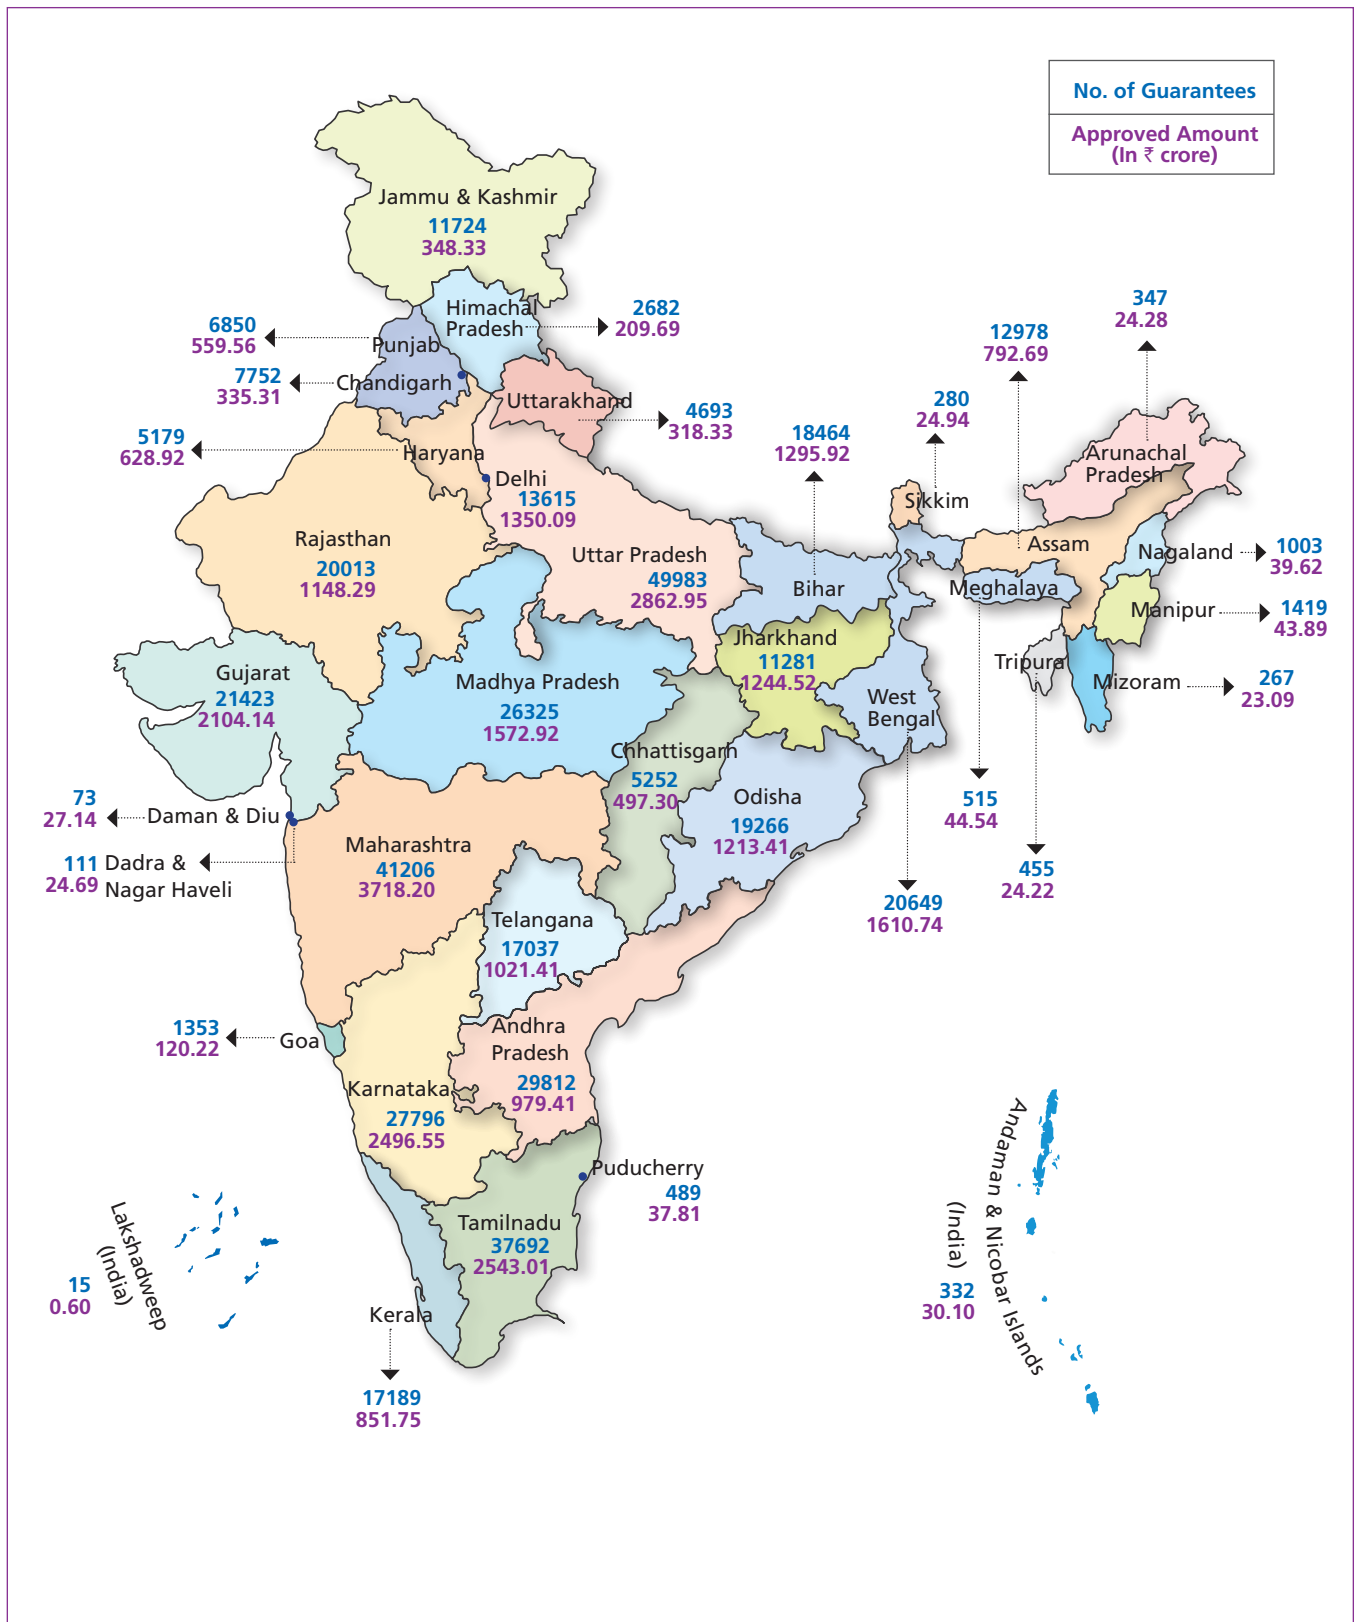 No. of Guarantees
Approved Amount
(In ₹ crore)
Jammu & Kashmir
11724
348.33
Himachal
Pradesh
2682
209.69
6850
559.56
Punjab
7752
335.31
Chandigarh
Uttarakhand
4693
318.33
5179
628.92
Haryana
Delhi
13615
1350.09
Rajasthan
20013
1148.29
Uttar Pradesh
49983
2862.95
18464
1295.92
Bihar
280
24.94
Sikkim
12978
792.69
Assam
347
24.28
Arunachal
Pradesh
Nagaland
1003
39.62
Meghalaya
Manipur
1419
43.89
Tripura
Mizoram
267
23.09
Jharkhand
11281
1244.52
West
Bengal
Gujarat
21423
2104.14
Madhya Pradesh
26325
1572.92
Chhattisgarh
5252
497.30
Odisha
19266
1213.41
515
44.54
455
24.22
20649
1610.74
73
27.14
Daman & Diu
111
24.69
Dadra &
Nagar Haveli
Maharashtra
41206
3718.20
Telangana
17037
1021.41
1353
120.22
Goa
Andhra
Pradesh
29812
979.41
Karnataka
27796
2496.55
Puducherry
489
37.81
Tamilnadu
37692
2543.01
Kerala
17189
851.75
Lakshadweep
(India)
15
0.60
Andaman & Nicobar Islands
(India)
332
30.10